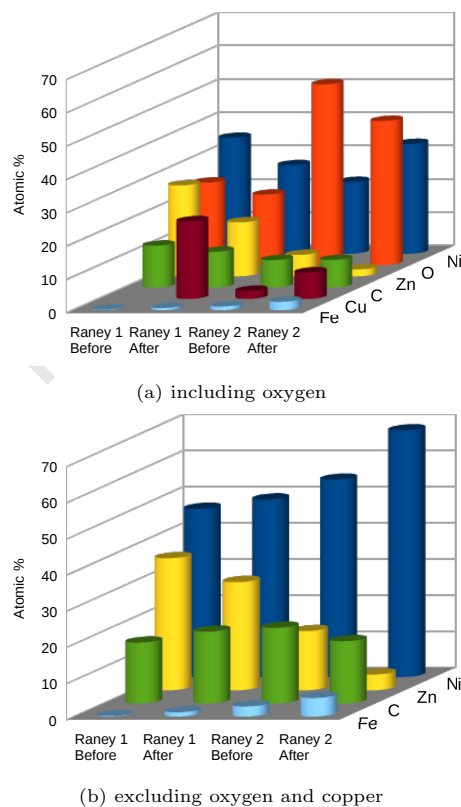 70
60
50
40
30
20
10
0
Atomic %
Raney 1 Before
Raney 1 After
Raney 2 Before
Raney 2 After
Fe
Cu
C
Zn
O
Ni
(a) including oxygen
70
60
50
40
30
20
10
0
Atomic %
Raney 1 Before
Raney 1 After
Raney 2 Before
Raney 2 After
Fe
C
Zn
Ni
(b) excluding oxygen and copper